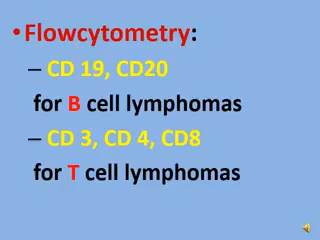 •Flowcytometry:
– CD 19, CD20
for B cell lymphomas
– CD 3, CD 4, CD8
for T cell lymphomas